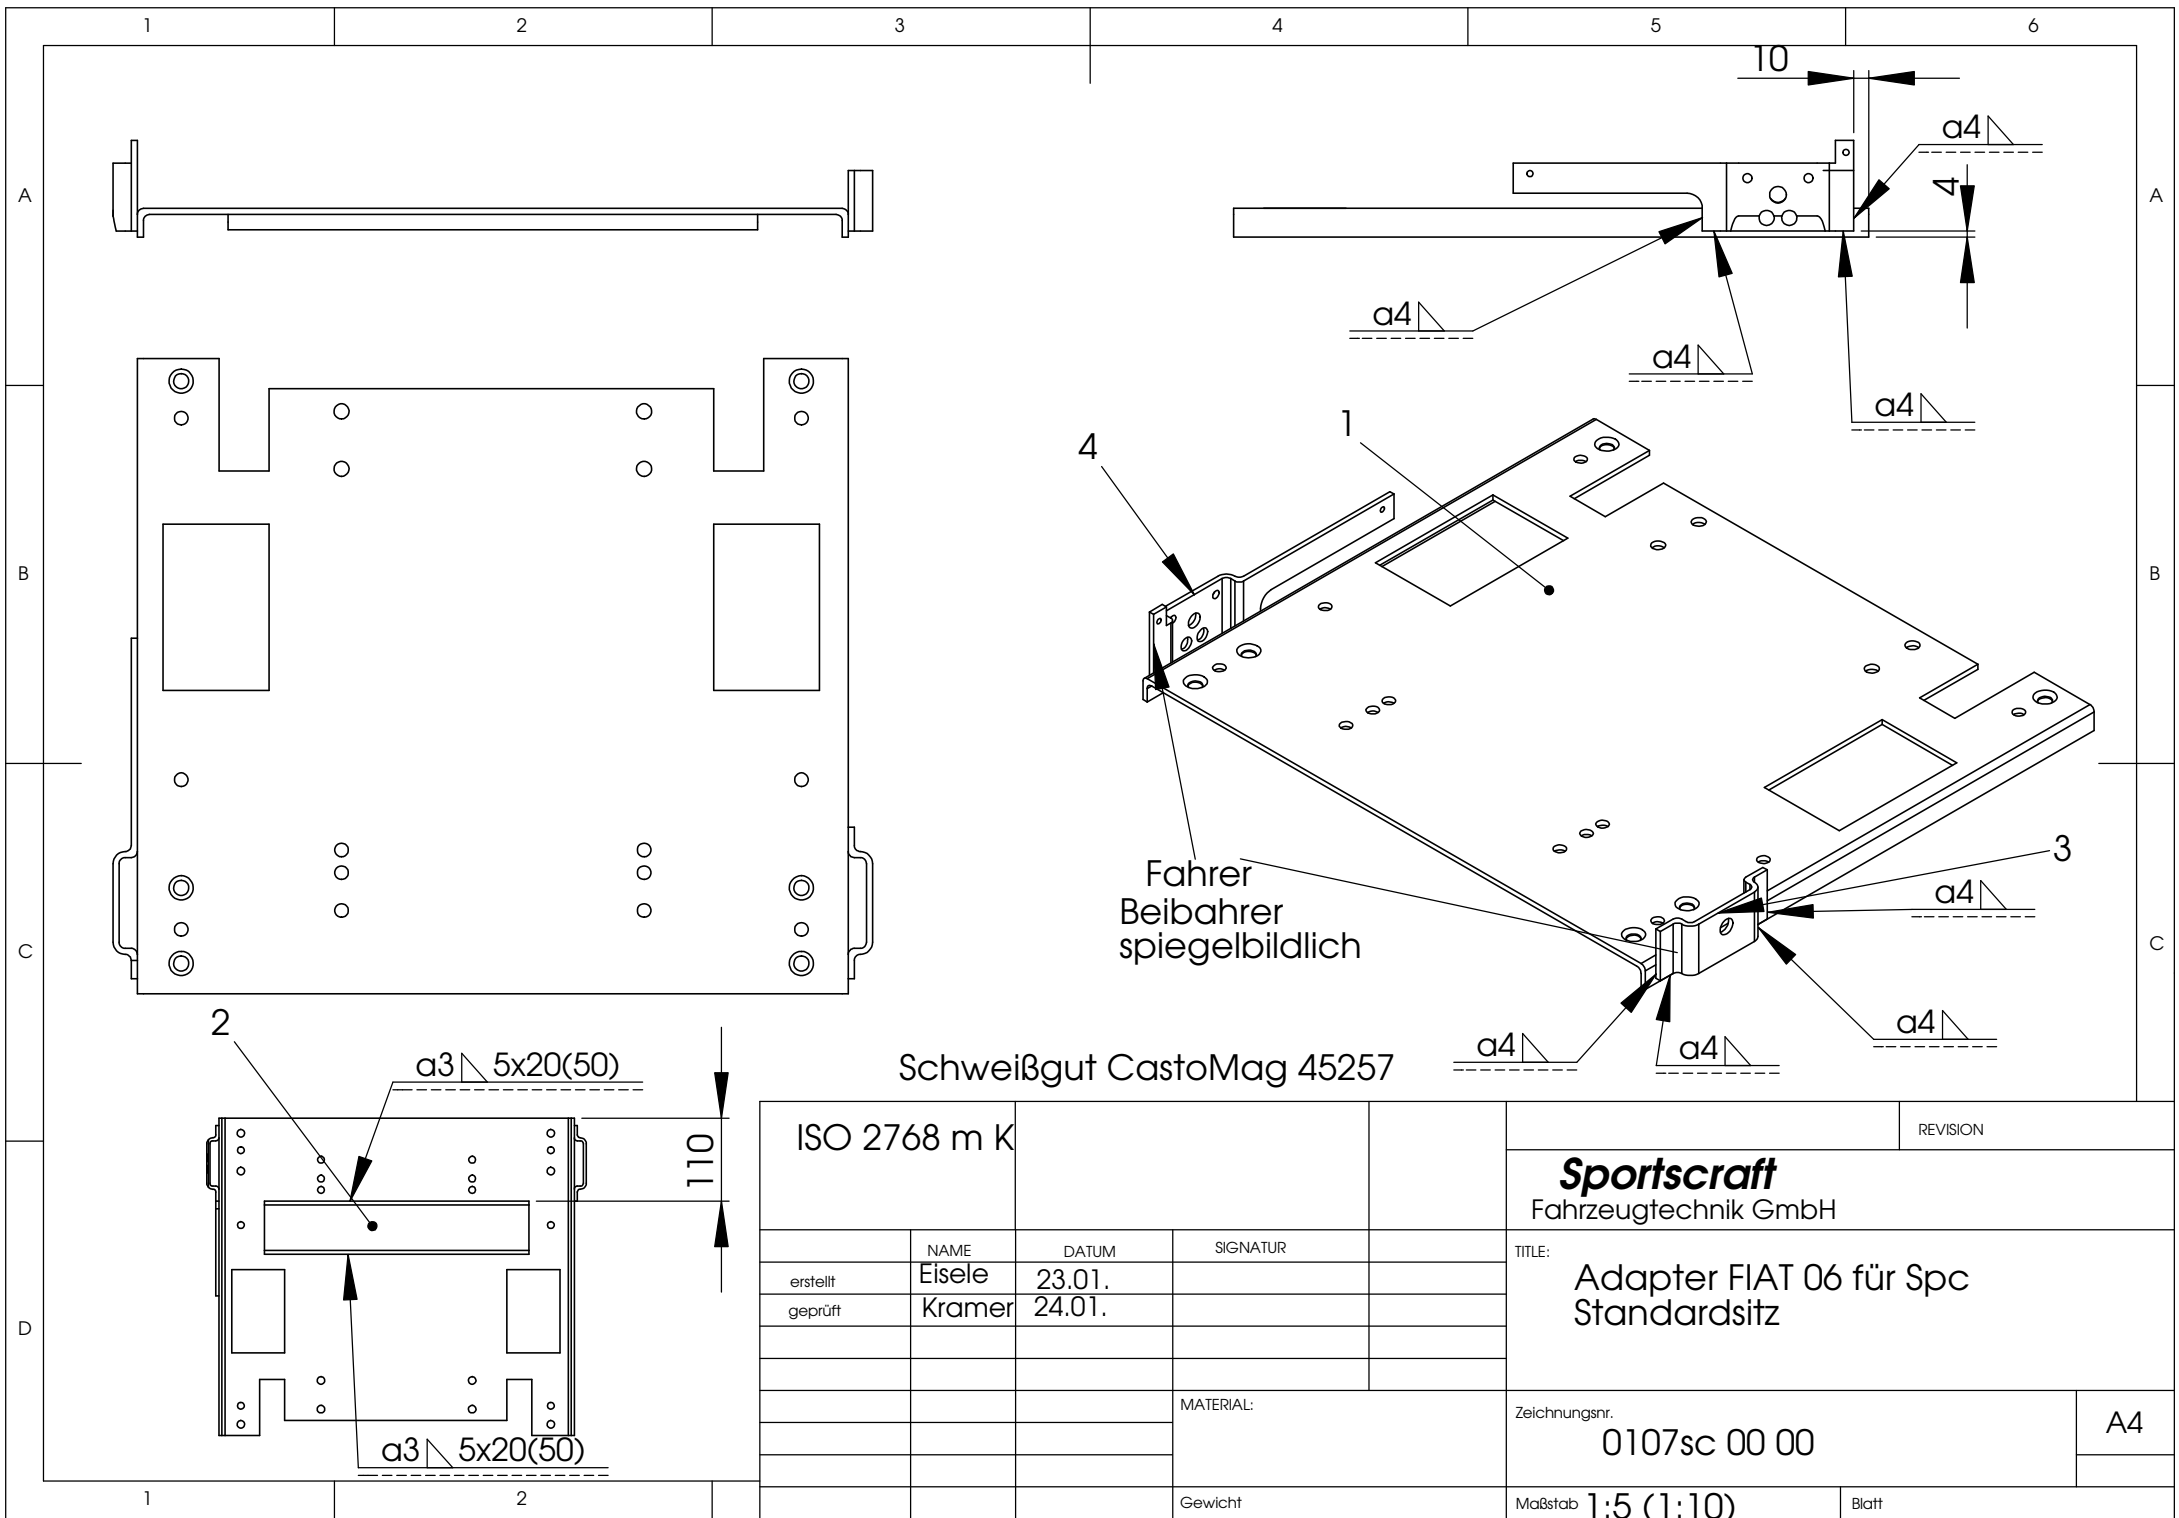 1 2 3 4 5 6
10
a4
A A
4
a4
a4
a4
1
4
B B
3
Fahrer
Beibahrer
spiegelbildlich
a4
C C
2
a3 5x20(50)
a4
a4
a4
Schweißgut CastoMag 45257
110
ISO 2768 m K
REVISION
Sportscraft
Fahrzeugtechnik GmbH
NAME DATUM SIGNATUR
TITLE:
erstellt Eisele 23.01.
Adapter FIAT 06 für Spc
geprüft Kramer 24.01.
Standardsitz
D
MATERIAL:
Zeichnungsnr.
0107sc 00 00
A4
a3 5x20(50)
1 2
Gewicht
Maßstab 1:5 (1:10)
Blatt